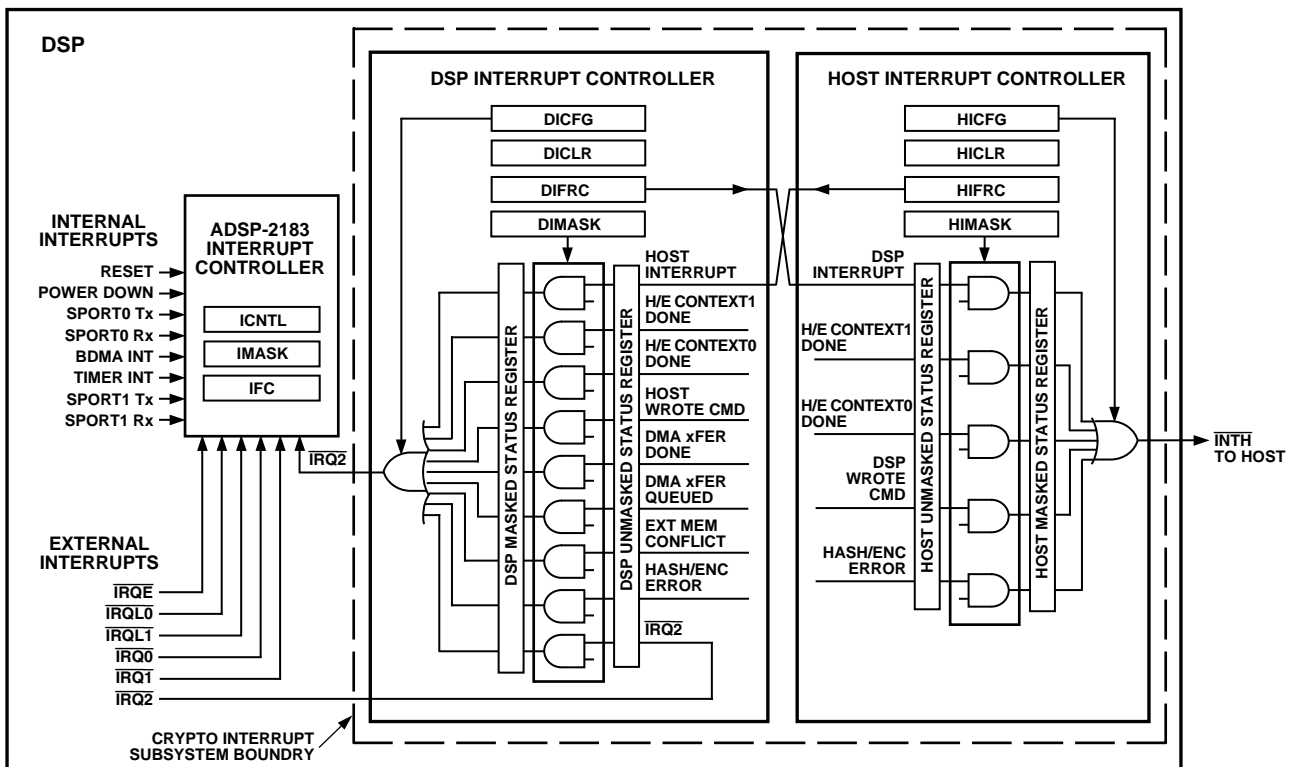 DSP
DSP INTERRUPT CONTROLLER
DICFG
DICLR
DIFRC
DIMASK
HOST INTERRUPT CONTROLLER
HICFG
HICLR
HIFRC
HIMASK
INTERNAL
INTERRUPTS
RESET
POWER DOWN
SPORT0 Tx
SPORT0 Rx
BDMA INT
TIMER INT
SPORT1 Tx
SPORT1 Rx
ADSP-2183
INTERRUPT
CONTROLLER
ICNTL
IMASK
IFC
IRQ2
EXTERNAL
INTERRUPTS
IRQE
IRQL0
IRQL1
IRQ0
IRQ1
IRQ2
DSP MASKED STATUS REGISTER
DSP UNMASKED STATUS REGISTER
HOST
INTERRUPT
H/E CONTEXT1
DONE
H/E CONTEXT0
DONE
HOST
WROTE CMD
DMA xFER
DONE
DMA xFER
QUEUED
EXT MEM
CONFLICT
HASH/ENC
ERROR
IRQ2
DSP
INTERRUPT
H/E CONTEXT1
DONE
H/E CONTEXT0
DONE
DSP
WROTE
CMD
HASH/ENC
ERROR
HOST UNMASKED STATUS REGISTER
HOST MASKED STATUS REGISTER
INTH
TO HOST
CRYPTO INTERRUPT
SUBSYSTEM BOUNDRY